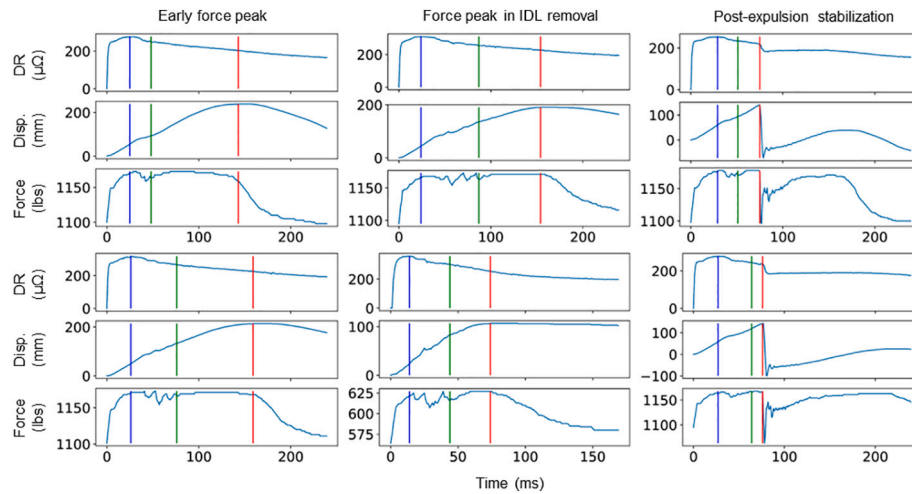 Early force peak
Force peak in IDL removal
Post-expulsion stabilization
DR
(μΩ)
200
0
200
0
200
0
Disp.
(mm)
200
0
200
0
100
0
Force
(lbs)
1150
1100
1150
1100
1150
1100
0 100 200
0 100 200
0 100 200
DR
(μΩ)
200
0
200
0
200
0
Disp.
(mm)
200
0
100
0
100
0
−100
Force
(lbs)
1150
1100
625
600
575
1150
1100
0 100 200
0 50 100 150
0 100 200
Time (ms)